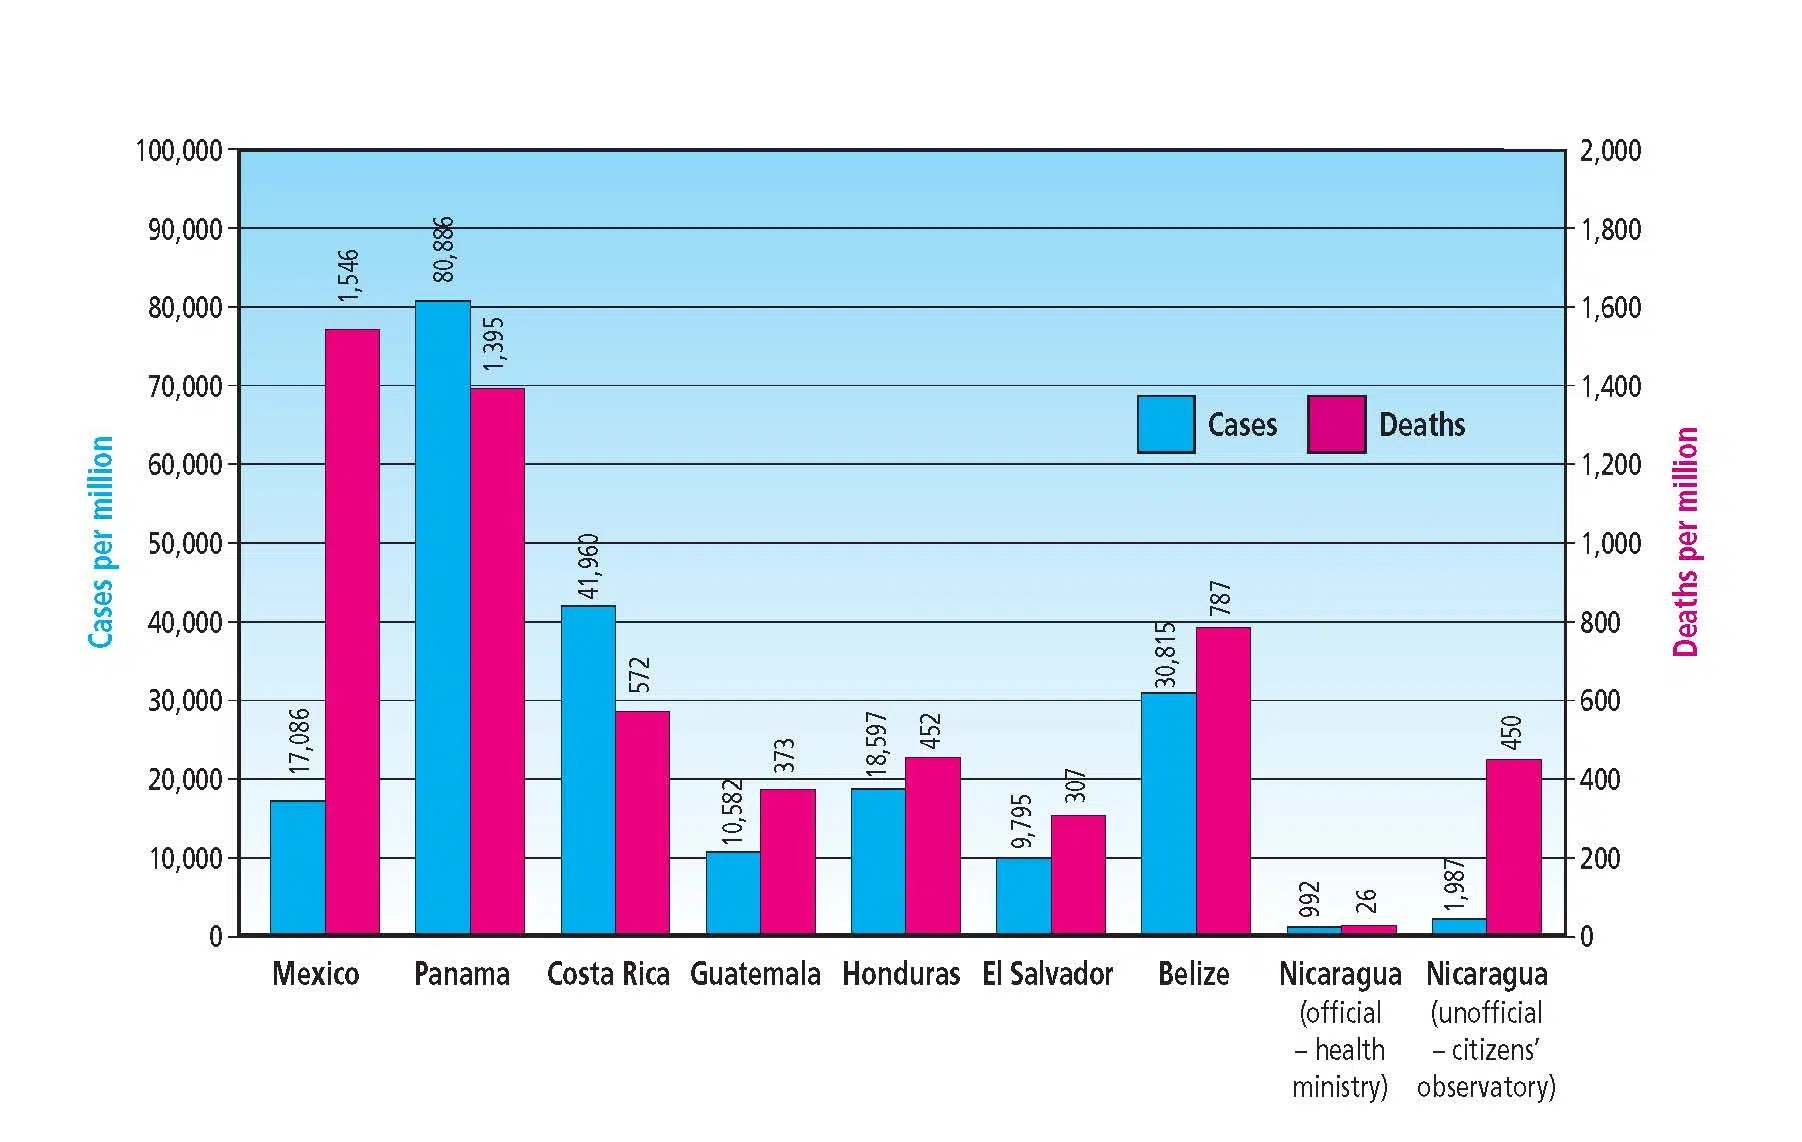 100,000
90,000
80,000
70,000
60,000
50,000
40,000
30,000
20,000
10,000
0
Cases per million
2,000
1,800
1,600
1,400
1,200
1,000
800
600
400
200
0
Deaths per million
Cases
Deaths
17,086
1,546
80,886
1,395
41,960
572
10,582
373
18,597
452
9,795
307
30,815
787
992
26
1,987
450
Mexico
Panama
Costa Rica
Guatemala
Honduras
El Salvador
Belize
Nicaragua
(official
– health
ministry)
Nicaragua
(unofficial
– citizens’
observatory)